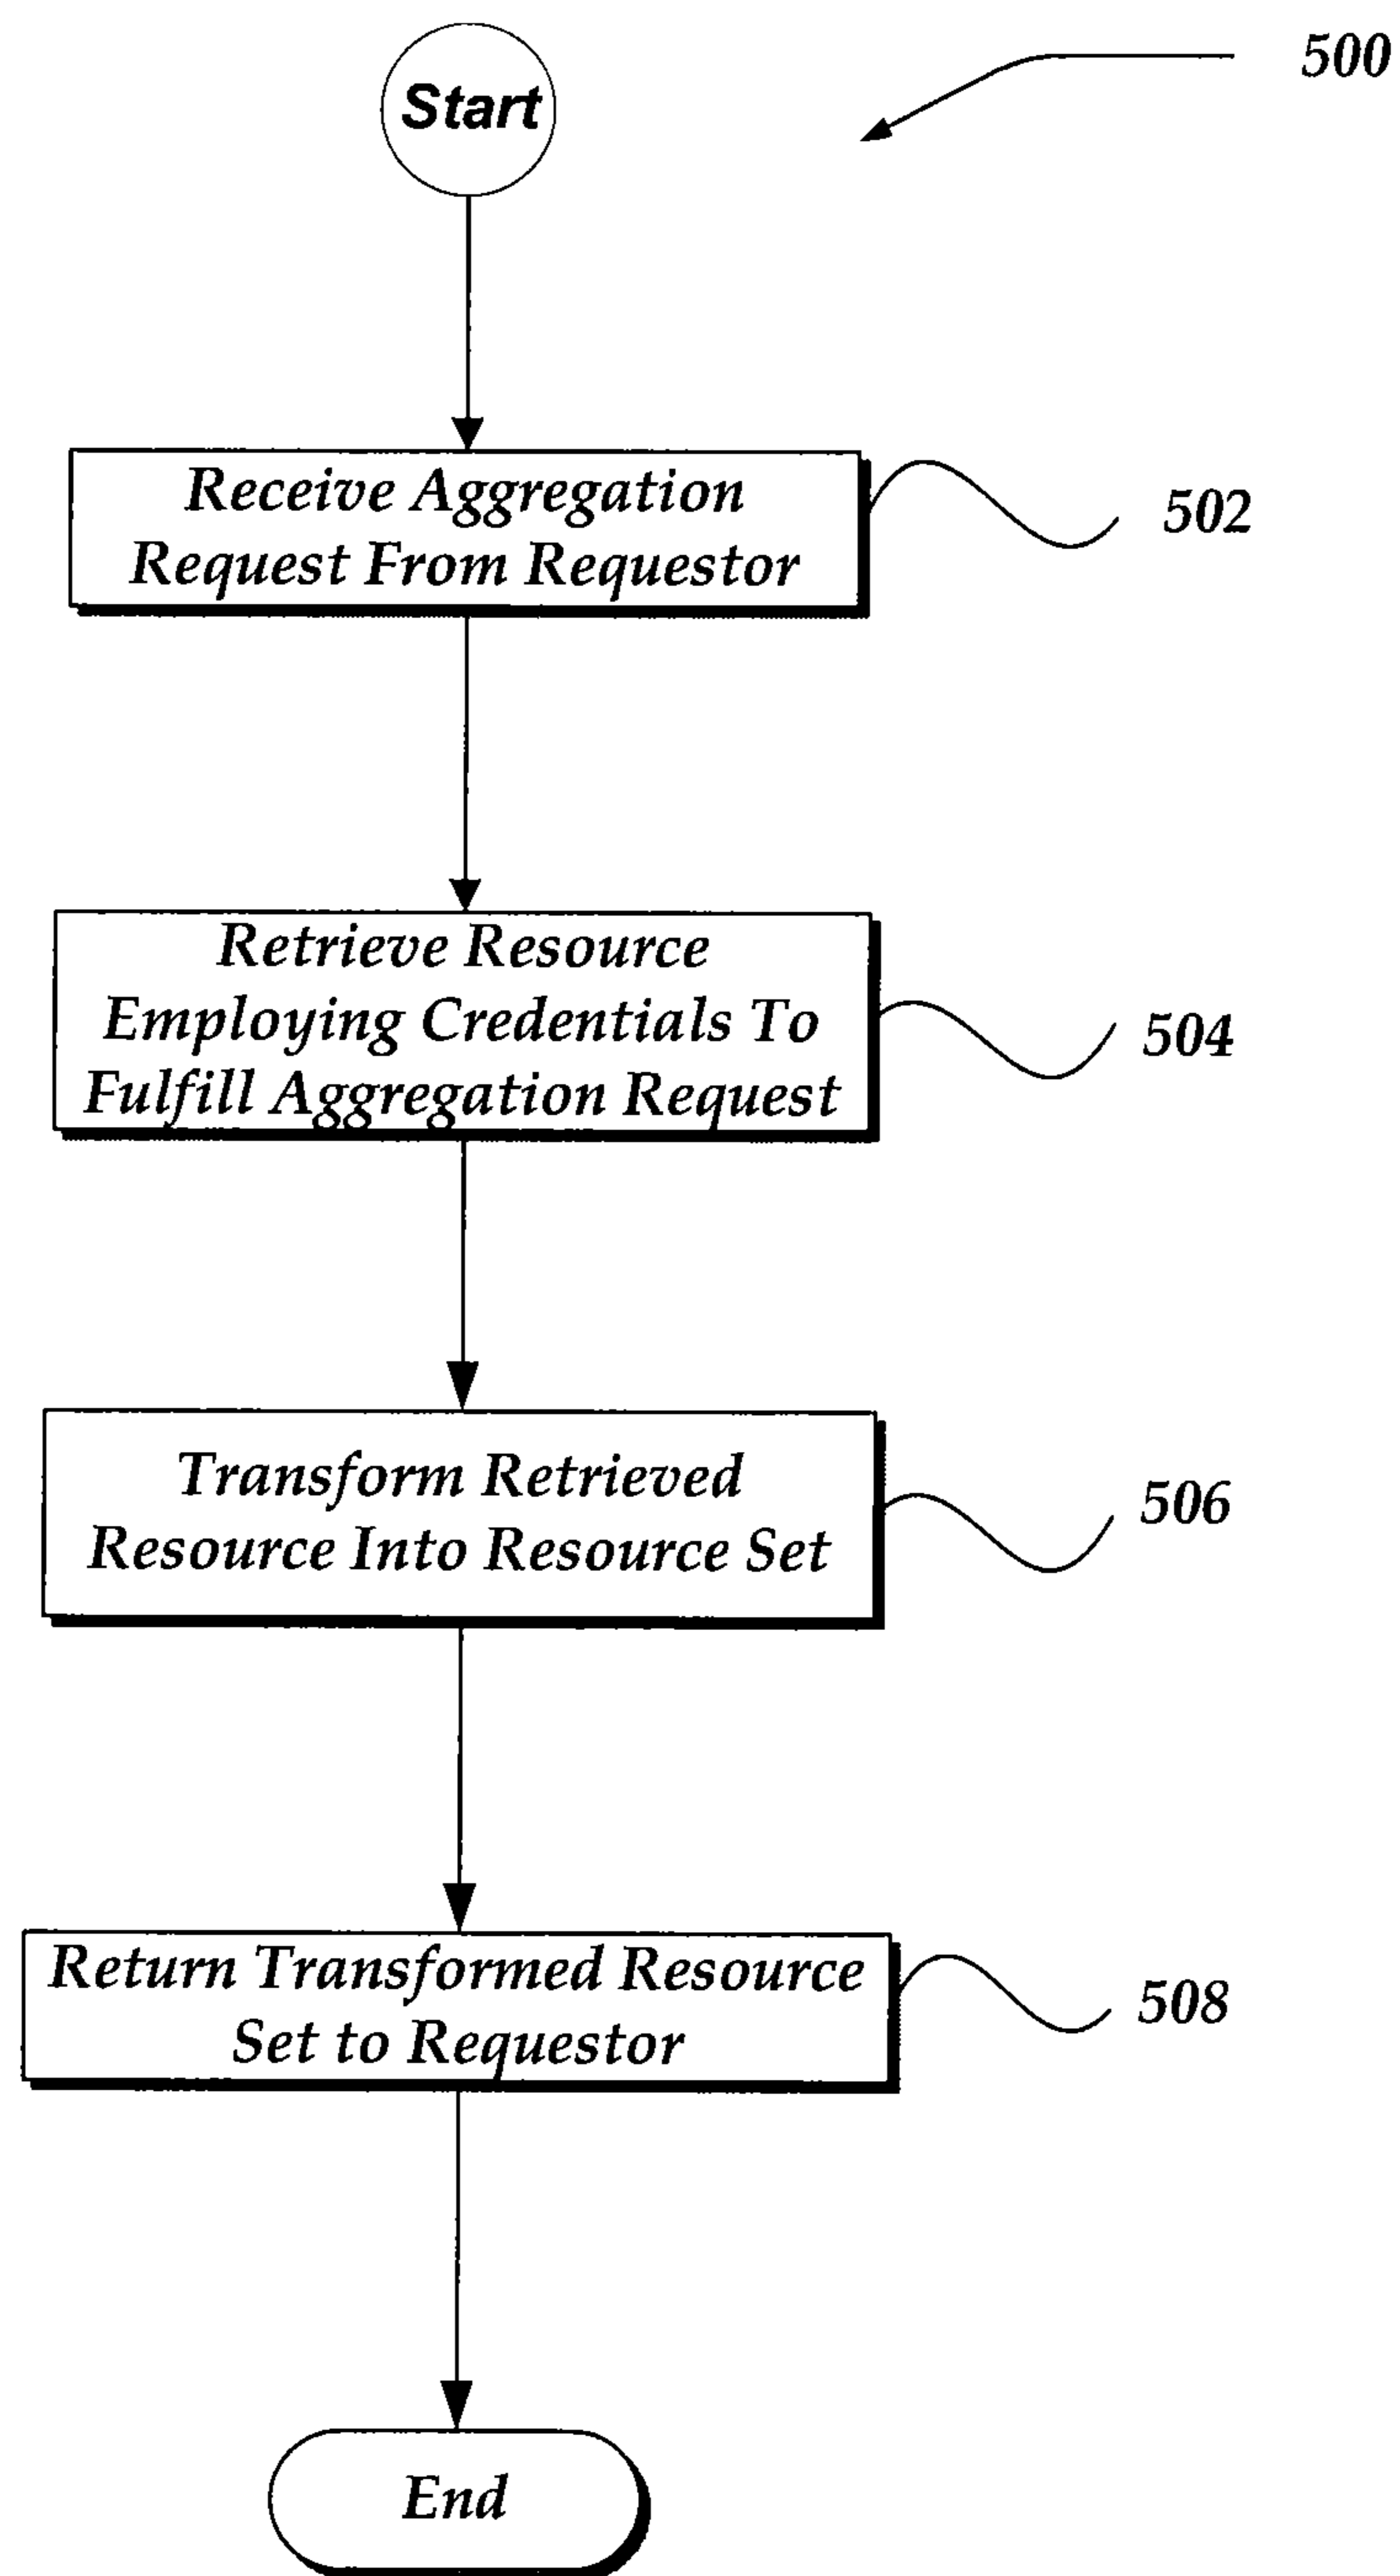 Start
500
Receive Aggregation
Request From Requestor
502
Retrieve Resource
Employing Credentials To
Fulfill Aggregation Request
504
Transform Retrieved
Resource Into Resource Set
506
Return Transformed Resource
Set to Requestor
508
End